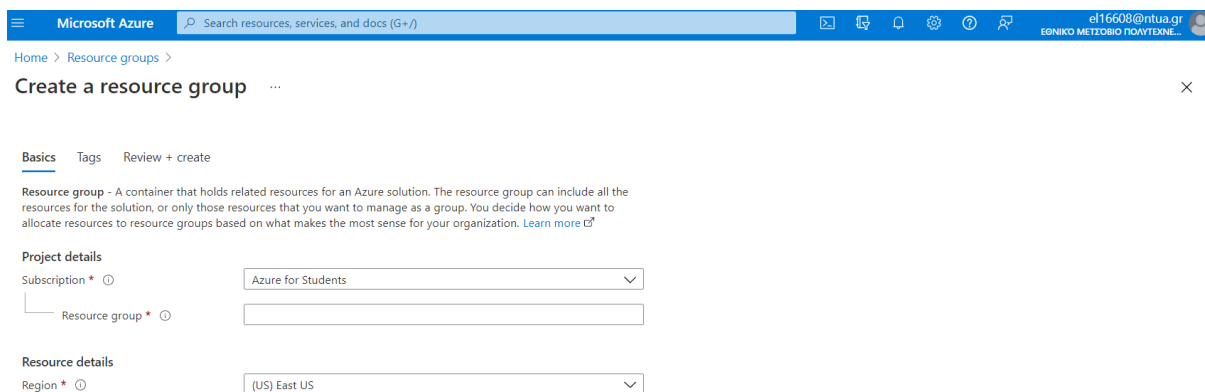 Microsoft Azure
Search resources, services, and docs (G+/)
el16608@ntua.gr
ΕΘΝΙΚΟ ΜΕΤΣΟΒΙΟ ΠΟΛΥΤΕΧΝΕ...
Home > Resource groups >
Create a resource group ...
Basics Tags Review + create
Resource group - A container that holds related resources for an Azure solution. The resource group can include all the
resources for the solution, or only those resources that you want to manage as a group. You decide how you want to
allocate resources to resource groups based on what makes the most sense for your organization. Learn more
Project details
Subscription * Azure for Students
Resource group *
Resource details
Region * (US) East US